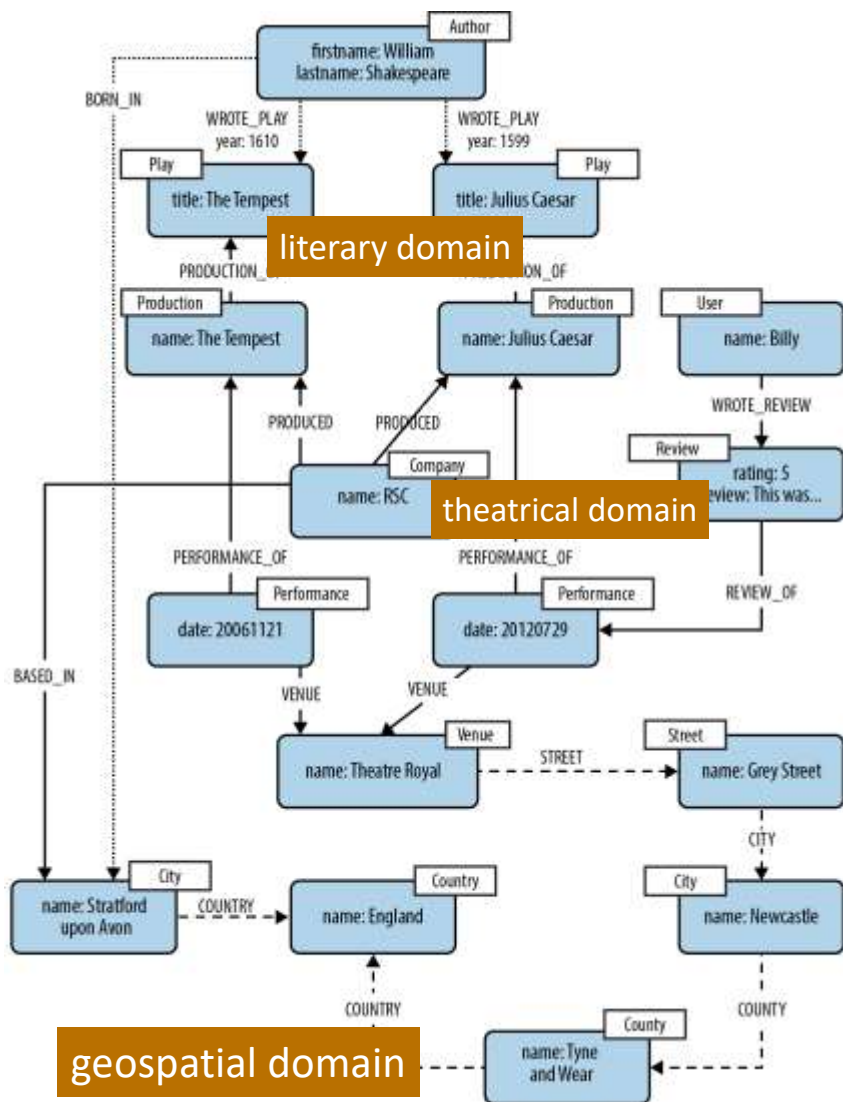 Author
firstname: William
lastname: Shakespeare
BORN_IN
WROTE_PLAY
year: 1610
WROTE_PLAY
year: 1599
Play
title: The Tempest
Play
title: Julius Caesar
literary domain
PRODUCTION_O
ON_OF
Production
name: The Tempest
Production
name: Julius Caesar
User
name: Billy
PRODUCED
PRODUCED
WROTE_REVIEW
Company
name: RSC
Review
rating: 5
eview: This was...
theatrical domain
PERFORMANCE_OF
PERFORMANCE_OF
REVIEW_OF
Performance
date: 20061121
Performance
date: 20120729
BASED_IN
VENUE
VENUE
Venue
name: Theatre Royal
STREET
Street
name: Grey Street
CITY
City
name: Stratford
upon Avon
COUNTRY
Country
name: England
City
name: Newcastle
COUNTRY
COUNTY
geospatial domain
County
name: Tyne
and Wear